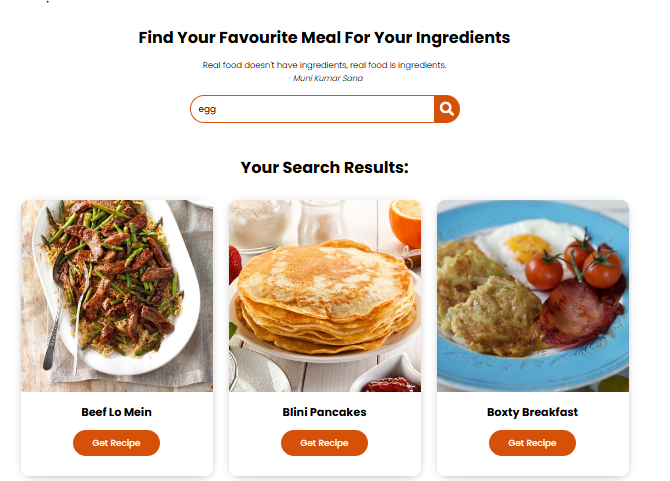 Find Your Favourite Meal For Your Ingredients
Real food doesn't have ingredients, real food is ingredients.
- Muni Kumar Sana
egg
Your Search Results:
Beef Lo Mein
Get Recipe
Blini Pancakes
Get Recipe
Boxty Breakfast
Get Recipe